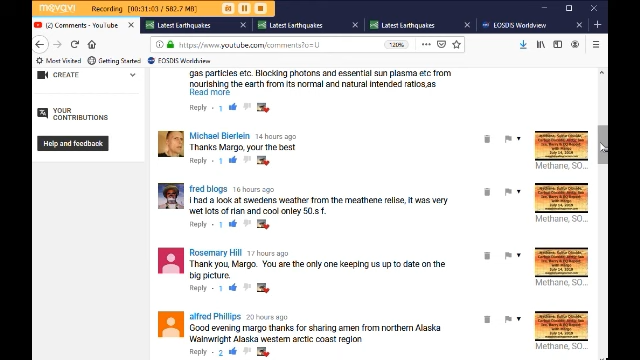 movavi Recording (00:31:03 / 582.7 MB)
(2) Comments - YouTube
Latest Earthquakes
Latest Earthquakes
Latest Earthquakes
EOSDIS Worldview
https://www.youtube.com/comments?o=U
120%
Most Visited
Getting Started
EOSDIS Worldview
CREATE
YOUR
CONTRIBUTIONS
Help and feedback
gas particles etc. Blocking photons and essential sun plasma etc from
nourishing the earth from its normal and natural intended ratios,as
Read more
Reply · 1
Michael Bierlein 14 hours ago
Thanks Margo, your the best
Reply · 1
Methane, SO...
fred blogs 16 hours ago
i had a look at swedens weather from the meathene relise, it was very
wet lots of rian and cool onley 50.s f.
Reply · 1
Methane, SO...
Rosemary Hill 17 hours ago
Thank you, Margo. You are the only one keeping us up to date on the
big picture.
Reply · 1
Methane, SO...
alfred Phillips 20 hours ago
Good evening margo thanks for sharing amen from northern Alaska
Wainwright Alaska western arctic coast region
Reply · 2
Methane, SO...